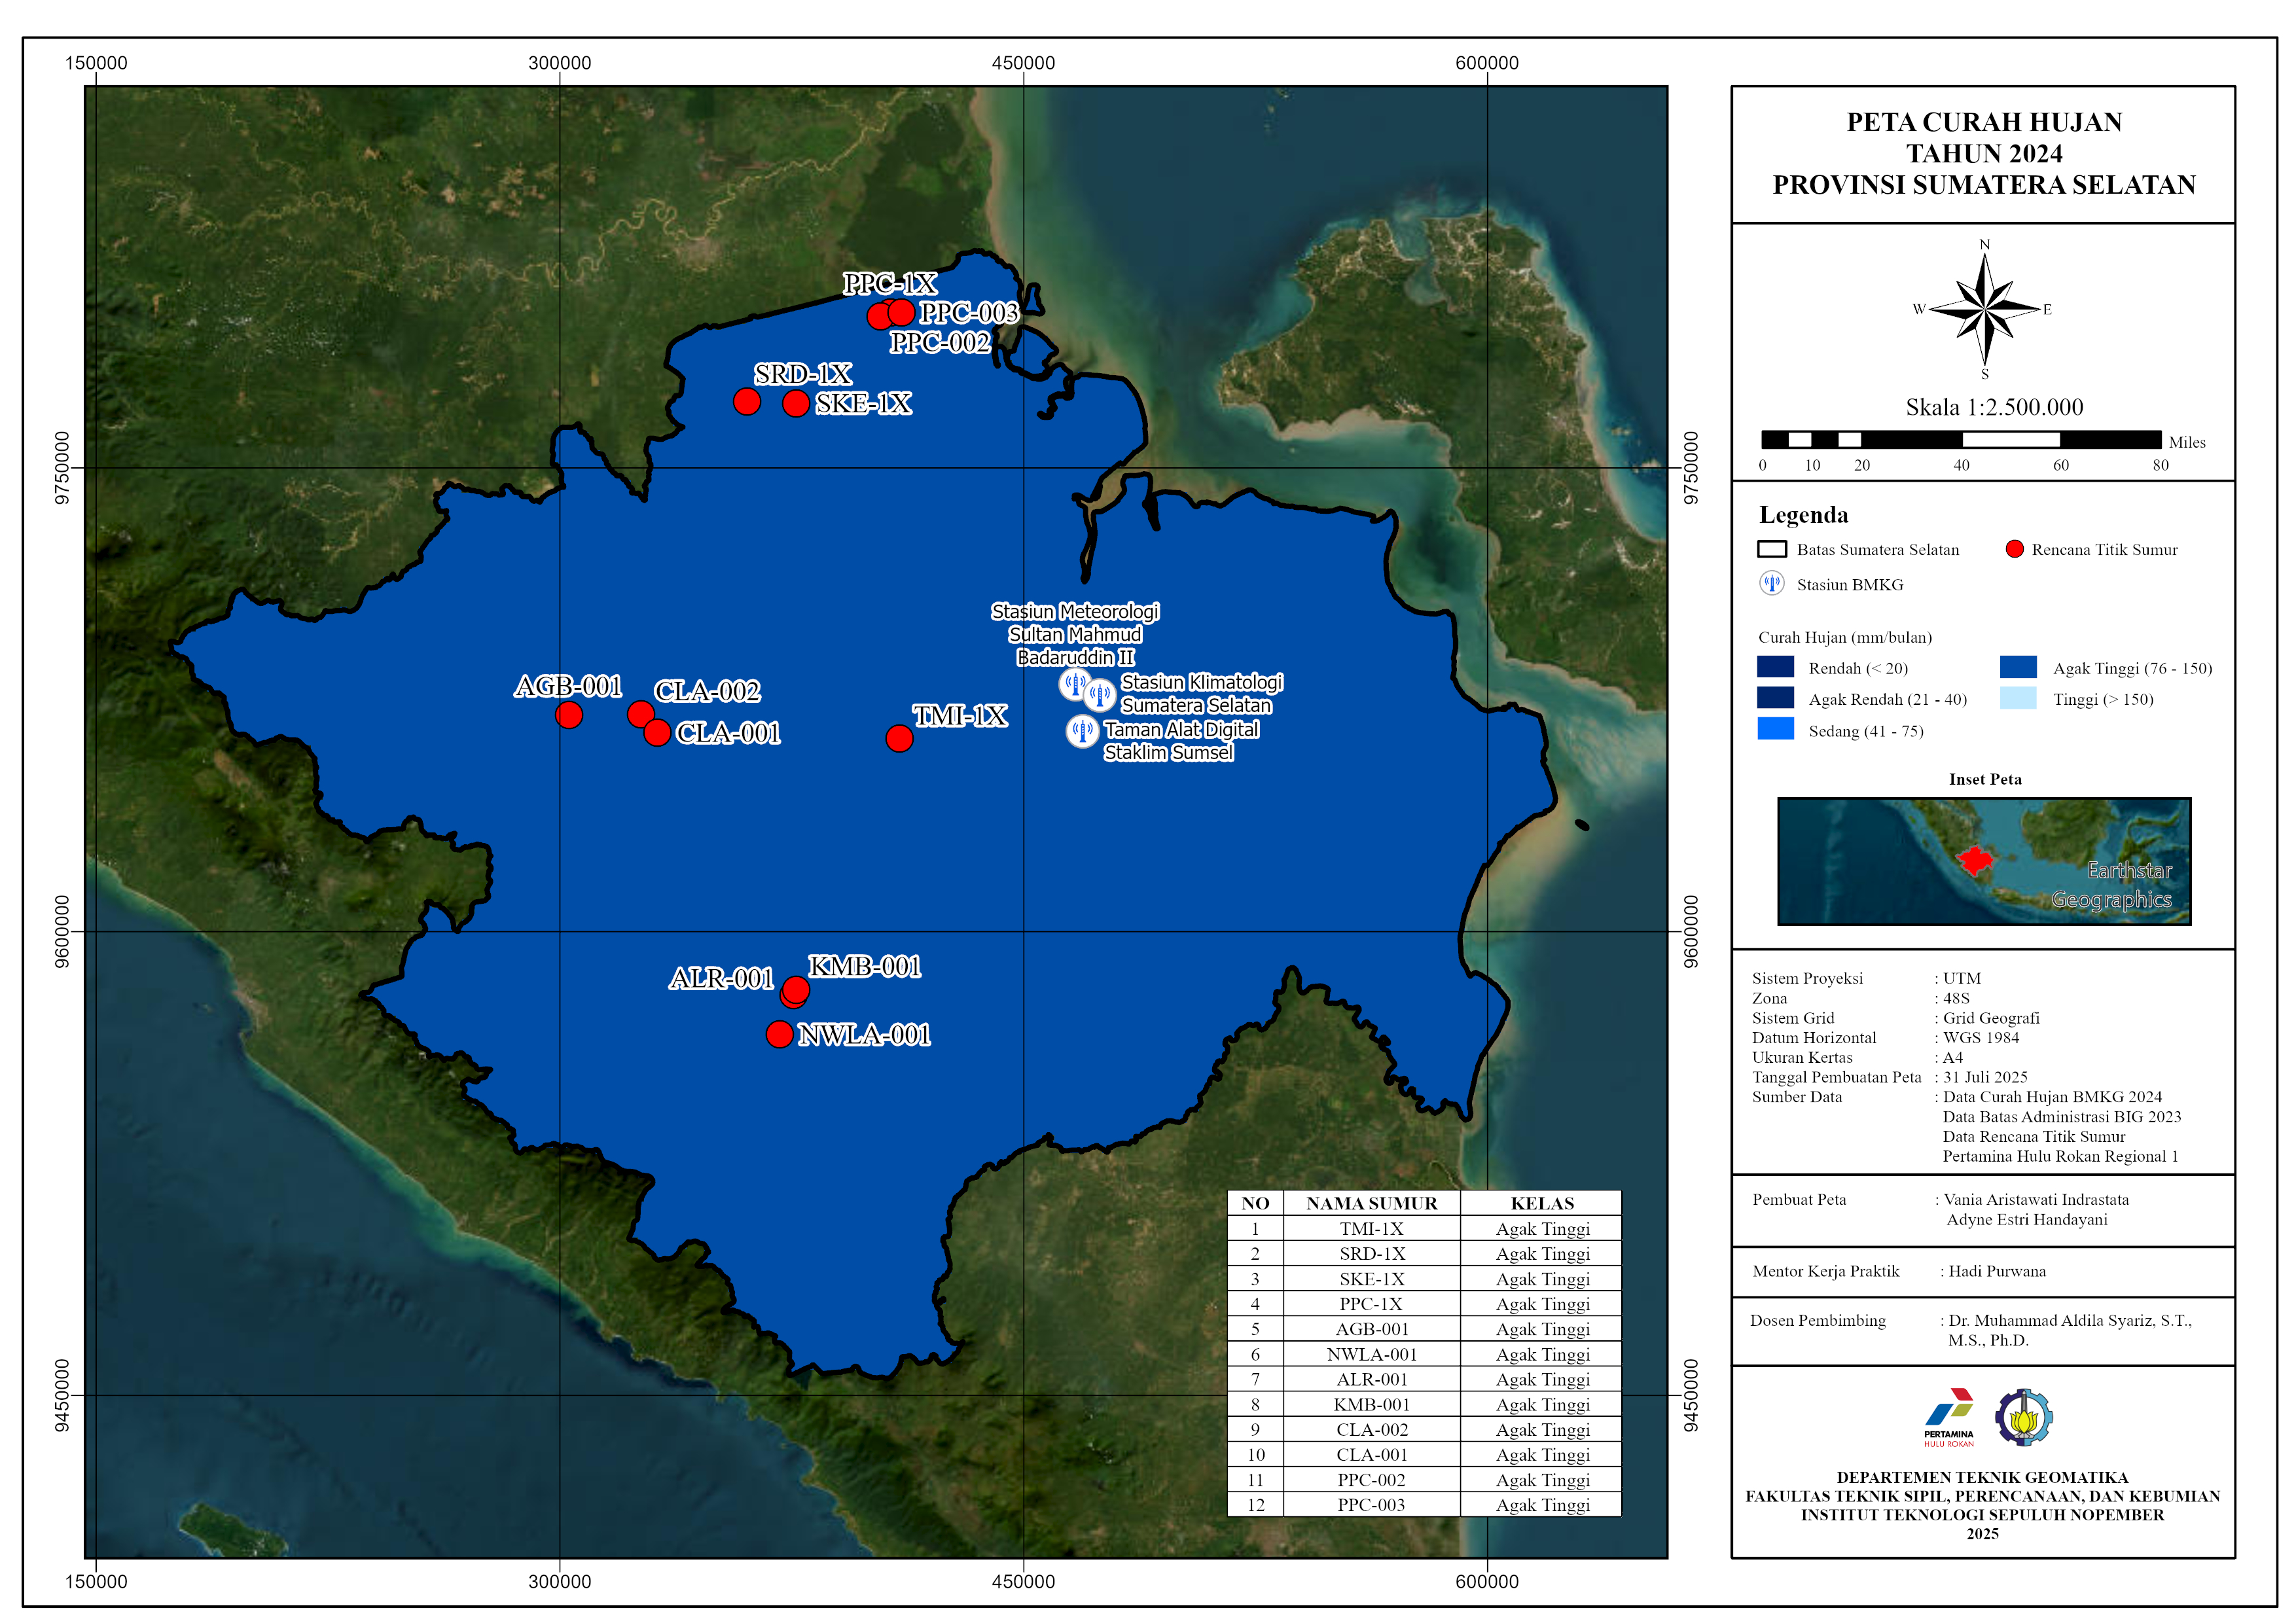 150000 300000 450000 600000
9750000
9600000
9450000
PPC-1X
PPC-003
PPC-002
SRD-1X
SKE-1X
Stasiun Meteorologi
Sultan Mahmud
Badaruddin II
Stasiun Klimatologi
Sumatera Selatan
Taman Alat Digital
Staklim Sumsel
AGB-001
CLA-002
CLA-001
TMI-1X
KMB-001
ALR-001
NWLA-001
NO NAMA SUMUR KELAS
1 TMI-1X Agak Tinggi
2 SRD-1X Agak Tinggi
3 SKE-1X Agak Tinggi
4 PPC-1X Agak Tinggi
5 AGB-001 Agak Tinggi
6 NWLA-001 Agak Tinggi
7 ALR-001 Agak Tinggi
8 KMB-001 Agak Tinggi
9 CLA-002 Agak Tinggi
10 CLA-001 Agak Tinggi
11 PPC-002 Agak Tinggi
12 PPC-003 Agak Tinggi
9750000
9600000
9450000
150000 300000 450000 600000
PETA CURAH HUJAN
TAHUN 2024
PROVINSI SUMATERA SELATAN
N
W E
S
Skala 1:2.500.000
Miles
0 10 20 40 60 80
Legenda
Batas Sumatera Selatan
Rencana Titik Sumur
Stasiun BMKG
Curah Hujan (mm/bulan)
Rendah (< 20)
Agak Tinggi (76 - 150)
Agak Rendah (21 - 40)
Tinggi (> 150)
Sedang (41 - 75)
Inset Peta
Earthstar
Geographics
Sistem Proyeksi : UTM
Zona : 48S
Sistem Grid : Grid Geografi
Datum Horizontal : WGS 1984
Ukuran Kertas : A4
Tanggal Pembuatan Peta : 31 Juli 2025
Sumber Data : Data Curah Hujan BMKG 2024
Data Batas Administrasi BIG 2023
Data Rencana Titik Sumur
Pertamina Hulu Rokan Regional 1
Pembuat Peta : Vania Aristawati Indrastata
Adyne Estri Handayani
Mentor Kerja Praktik : Hadi Purwana
Dosen Pembimbing : Dr. Muhammad Aldila Syariz, S.T.,
M.S., Ph.D.
PERTAMINA
HULU ROKAN
DEPARTEMEN TEKNIK GEOMATIKA
FAKULTAS TEKNIK SIPIL, PERENCANAAN, DAN KEBUMIAN
INSTITUT TEKNOLOGI SEPULUH NOPEMBER
2025